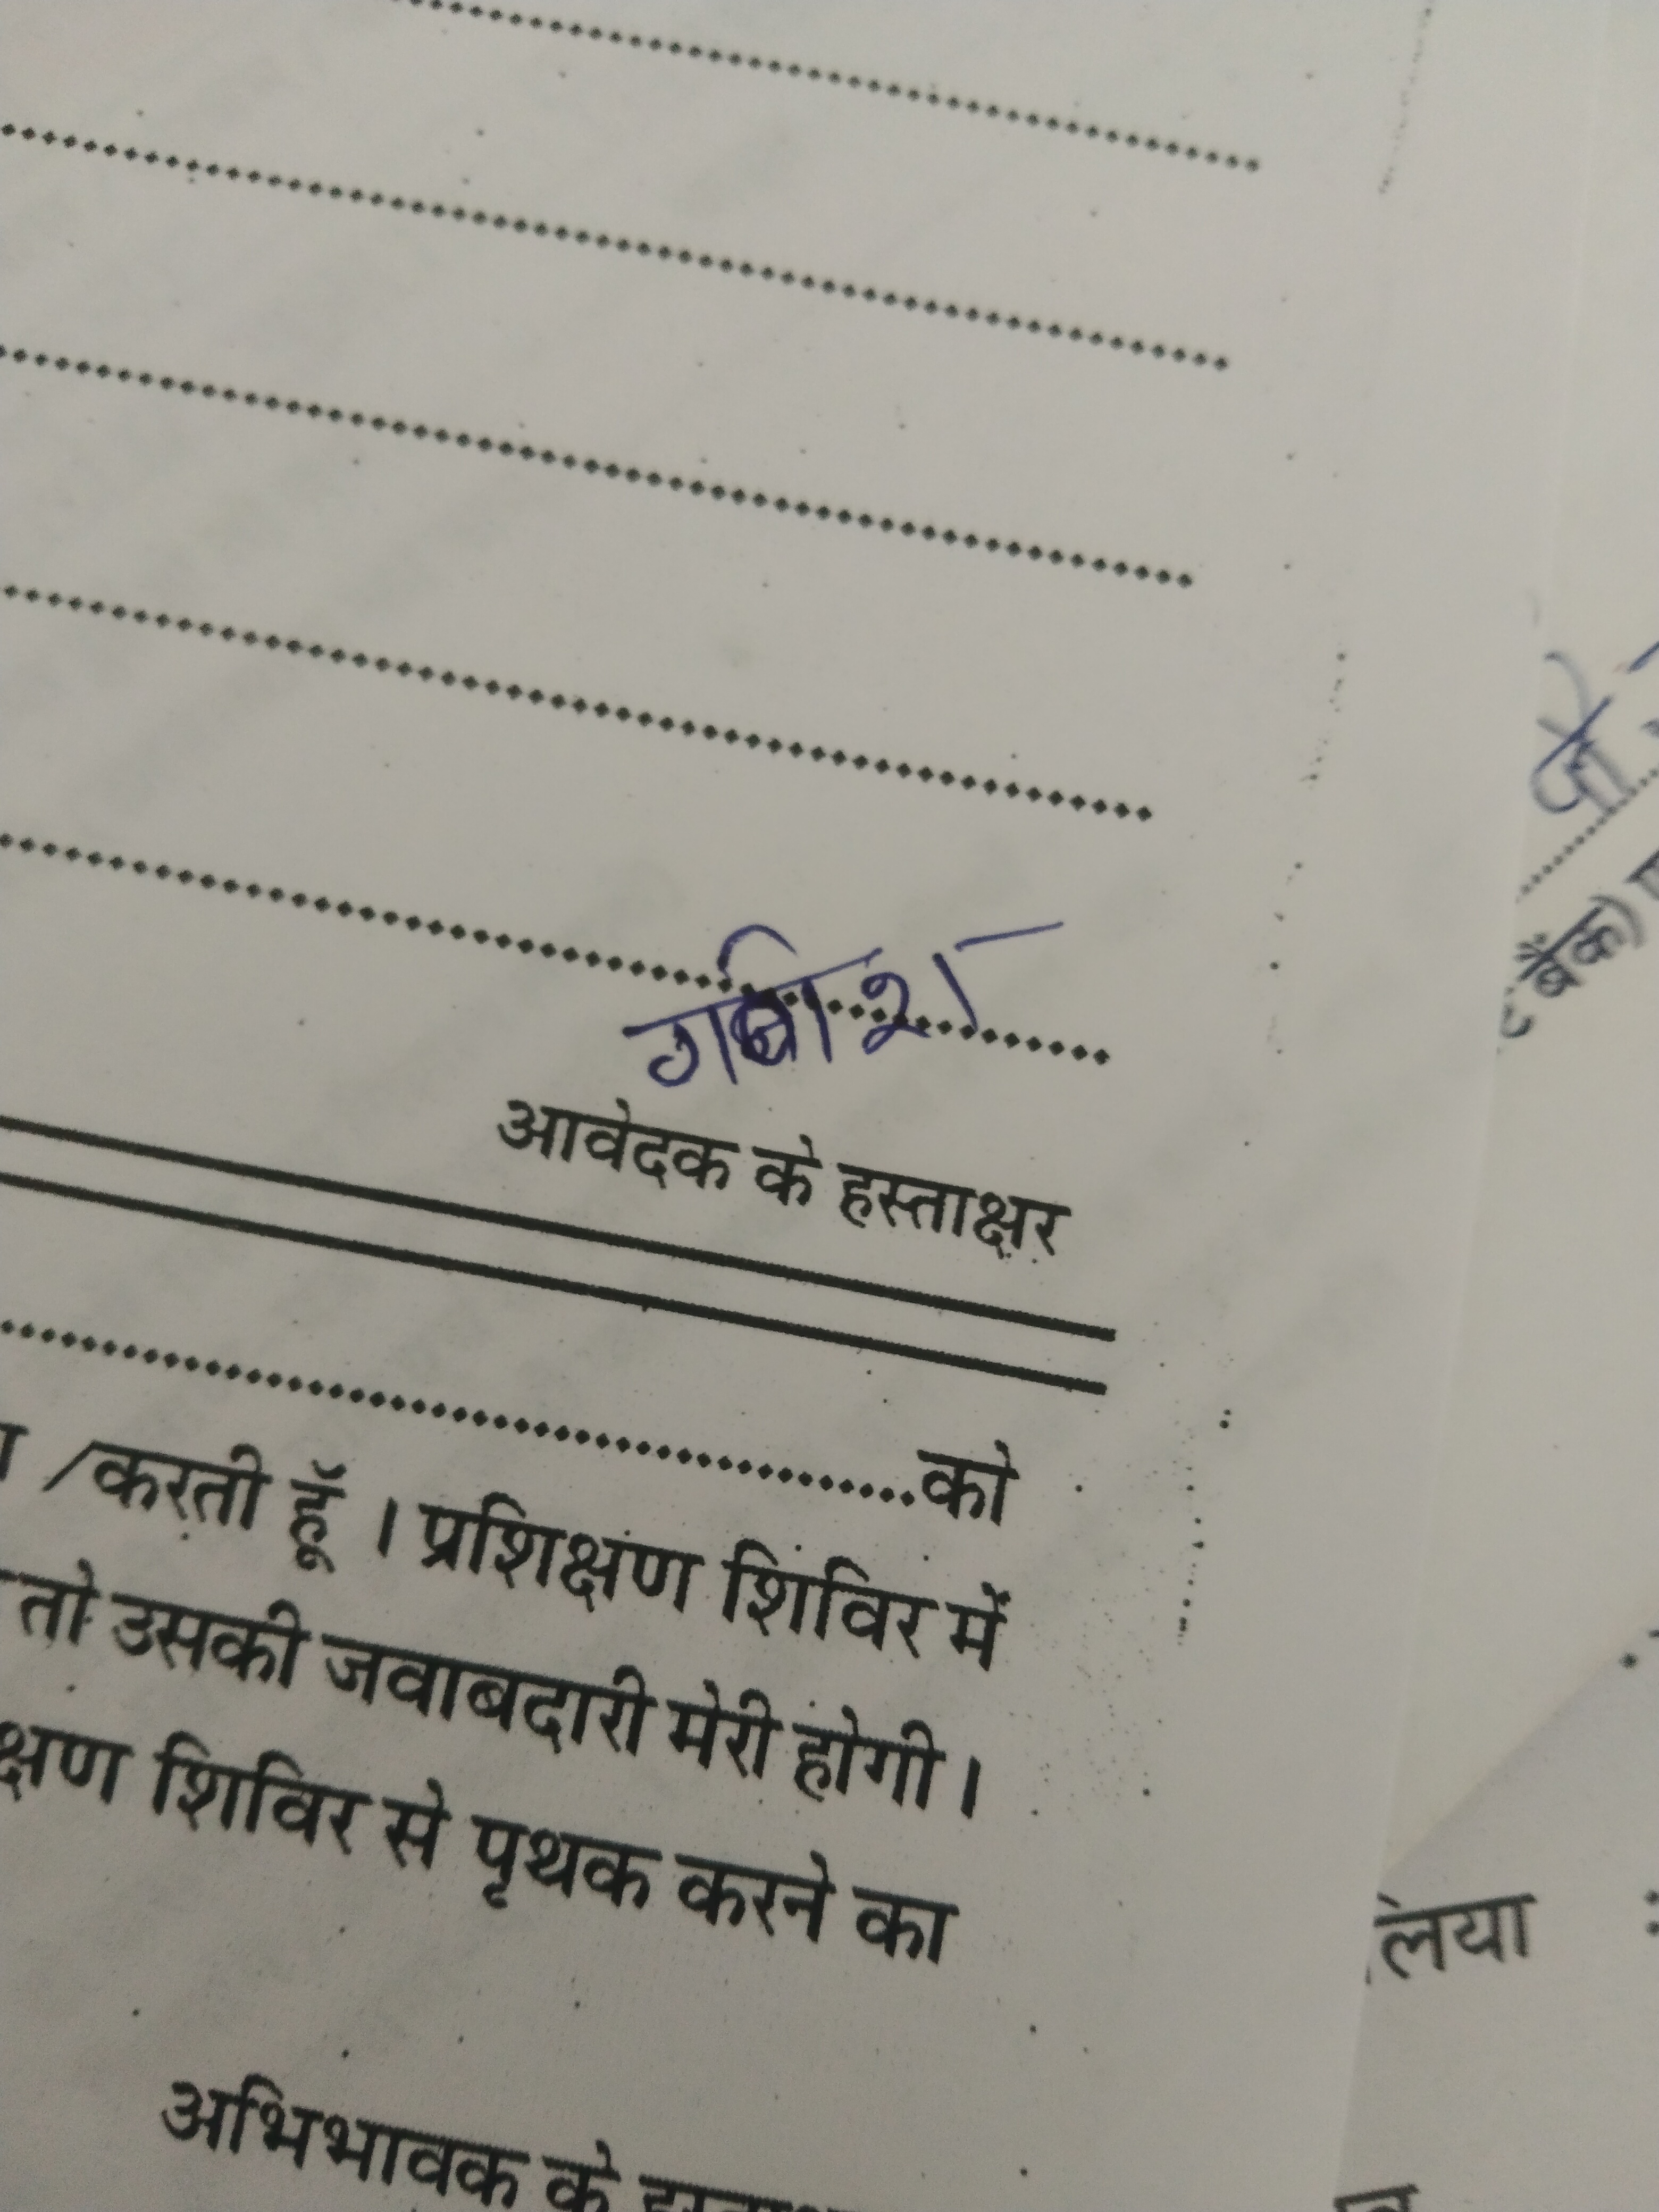 आवेदक के हस्ताक्षर
को
/करती हूॅं । प्रशिक्षण शिविर में
तो उसकी जवाबदारी मेरी होगी ।
क्षण शिविर से पृथक करने का
अभिभावक के
बैंक)
लिया :